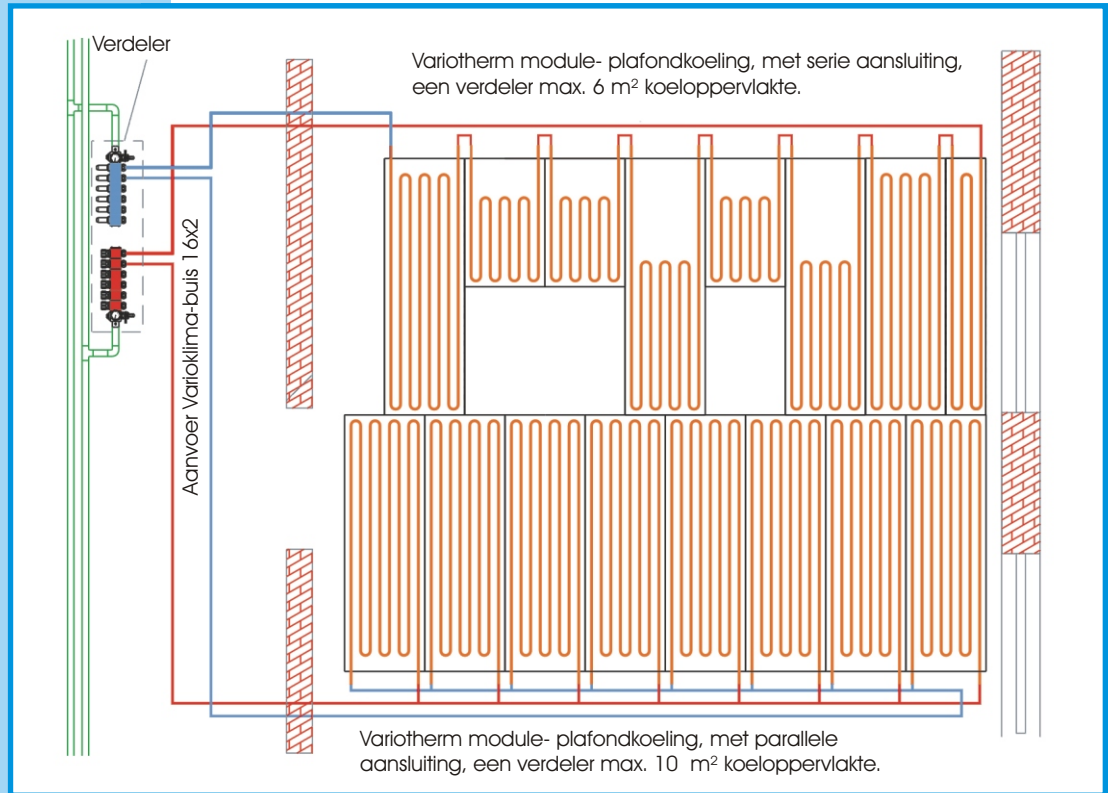 Verdeler
Variotherm module- plafondkoeling, met serie aansluiting,
een verdeler max. 6 m² koeloppervlakte.
Aanvoer Varioklima-buis 16x2
Variotherm module- plafondkoeling, met parallele
aansluiting, een verdeler max. 10 m² koeloppervlakte.